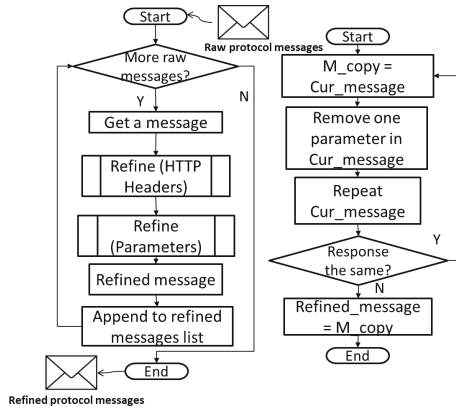 Start
Raw protocol messages
More raw
messages?
Y
N
Get a message
Refine (HTTP
Headers)
Refine
(Parameters)
Refined message
Append to refined
messages list
End
Refined protocol messages
Start
M_copy =
Cur_message
Remove one
parameter in
Cur_message
Repeat
Cur_message
Response
the same?
Y
N
Refined_message
= M_copy
End